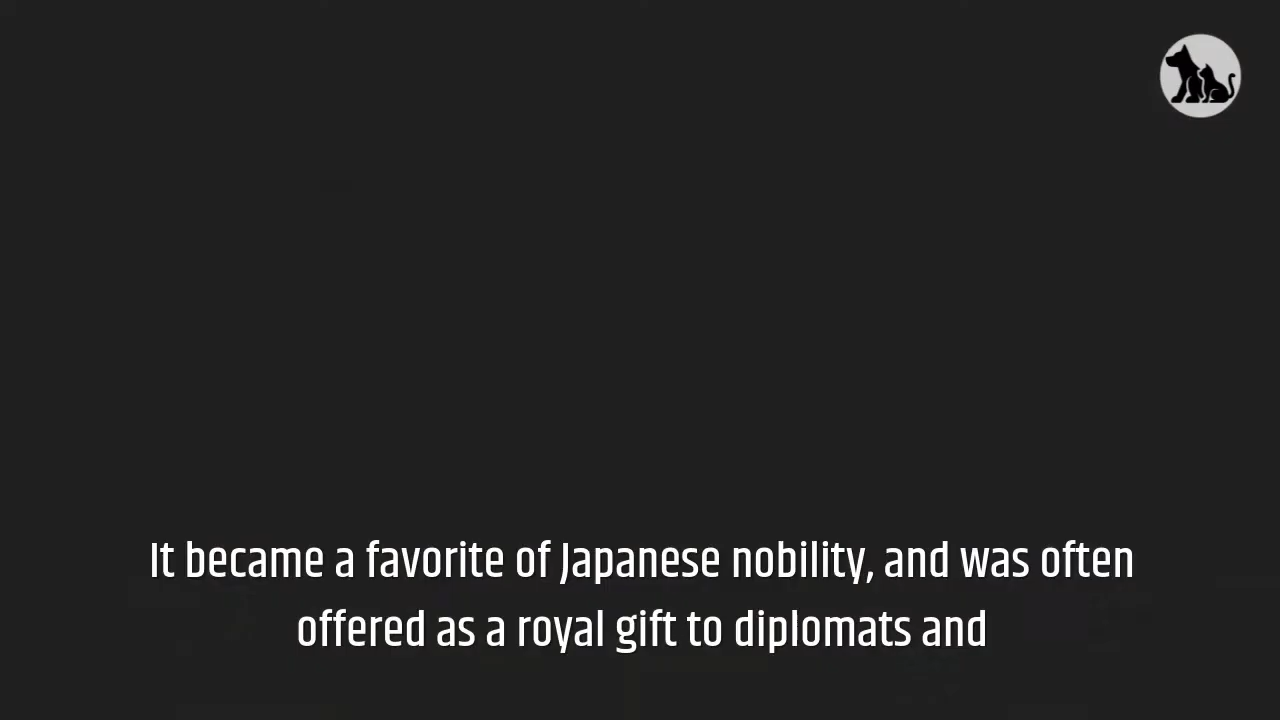 It became a favorite of Japanese nobility, and was often
offered as a royal gift to diplomats and